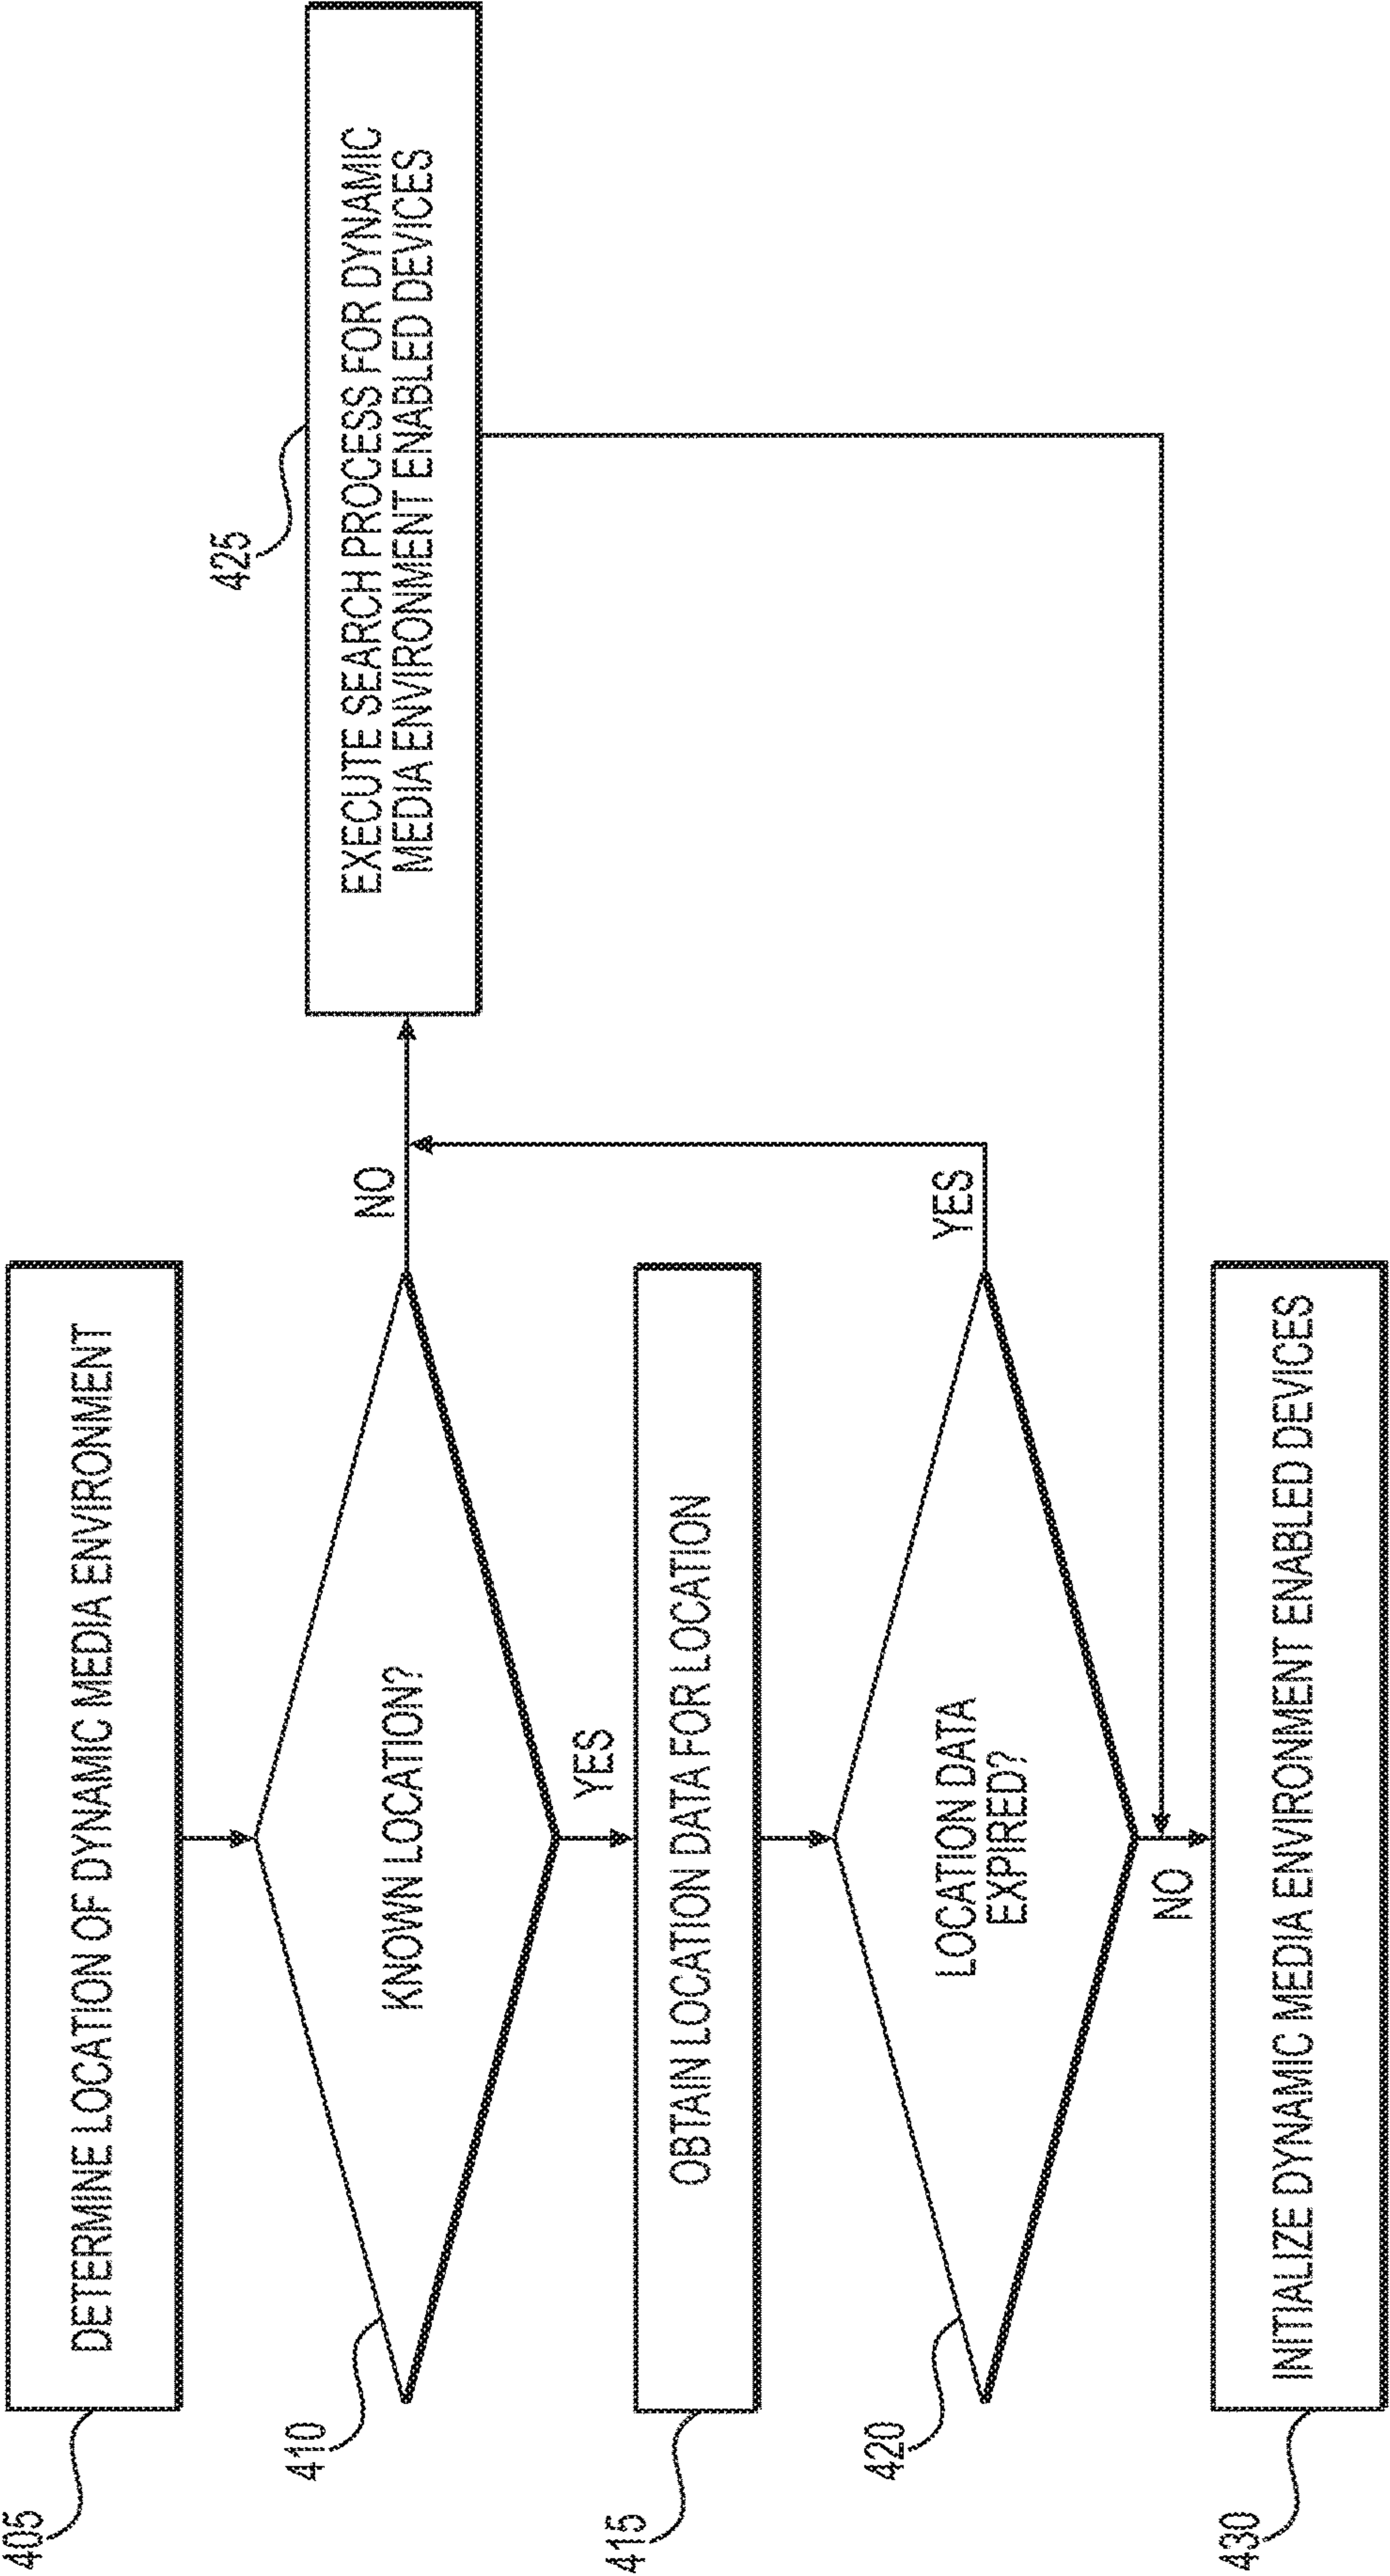 405
DETERMINE LOCATION OF DYNAMIC MEDIA ENVIRONMENT
410
KNOWN LOCATION?
NO
425
EXECUTE SEARCH PROCESS FOR DYNAMIC
MEDIA ENVIRONMENT ENABLED DEVICES
YES
415
OBTAIN LOCATION DATA FOR LOCATION
420
LOCATION DATA
EXPIRED?
YES
NO
430
INITIALIZE DYNAMIC MEDIA ENVIRONMENT ENABLED DEVICES